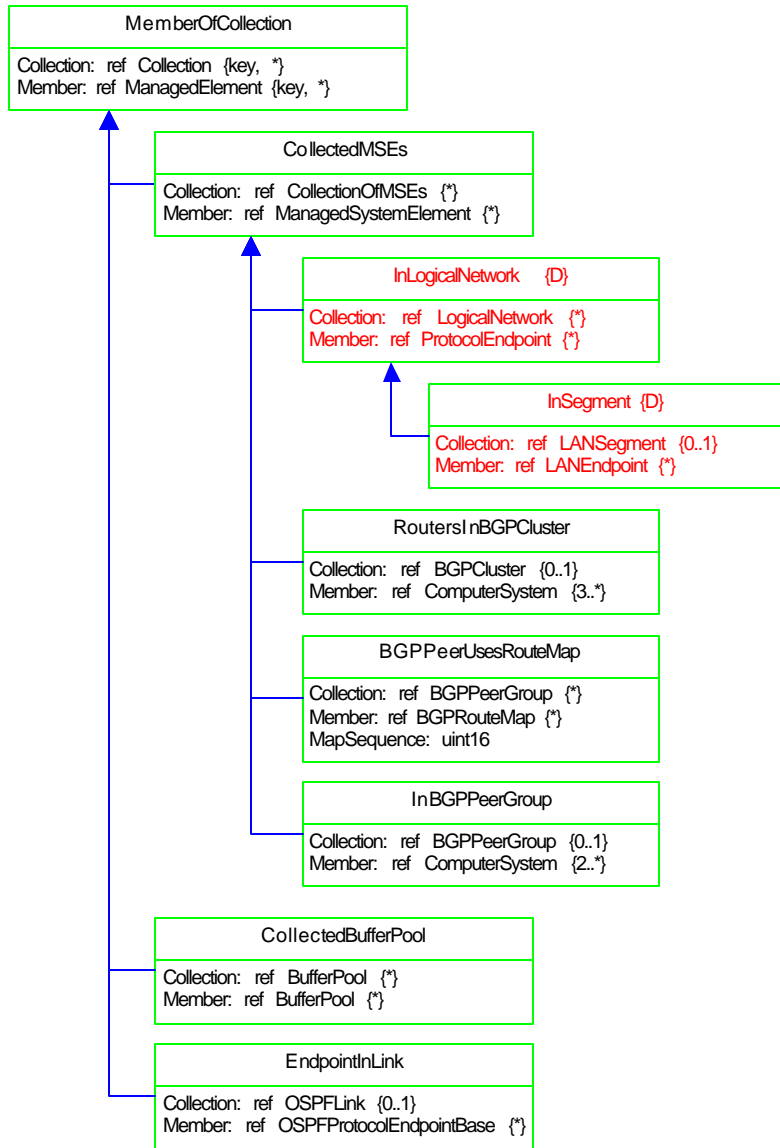 MemberOfCollection
Collection: ref Collection {key, *}
Member: ref ManagedElement {key, *}
CollectedMSEs
Collection: ref CollectionOfMSEs {*}
Member: ref ManagedSystemElement {*}
InLogicalNetwork {D}
Collection: ref LogicalNetwork {*}
Member: ref ProtocolEndpoint {*}
InSegment {D}
Collection: ref LANSegment {0..1}
Member: ref LANEndpoint {*}
RoutersInBGPCluster
Collection: ref BGPCluster {0..1}
Member: ref ComputerSystem {3..*}
BGPPeerUsesRouteMap
Collection: ref BGPPeerGroup {*}
Member: ref BGPRouteMap {*}
MapSequence: uint16
InBGPPeerGroup
Collection: ref BGPPeerGroup {0..1}
Member: ref ComputerSystem {2..*}
CollectedBufferPool
Collection: ref BufferPool {*}
Member: ref BufferPool {*}
EndpointInLink
Collection: ref OSPFLink {0..1}
Member: ref OSPFProtocolEndpointBase {*}